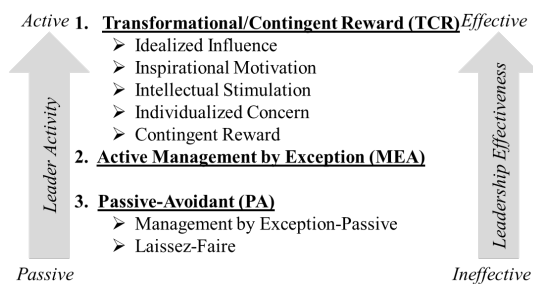 Active 1. Transformational/Contingent Reward (TCR) Effective
➢ Idealized Influence
➢ Inspirational Motivation
➢ Intellectual Stimulation
➢ Individualized Concern
➢ Contingent Reward
2. Active Management by Exception (MEA)
3. Passive-Avoidant (PA)
➢ Management by Exception-Passive
➢ Laissez-Faire
Leader Activity
Leadership Effectiveness
Passive
Ineffective